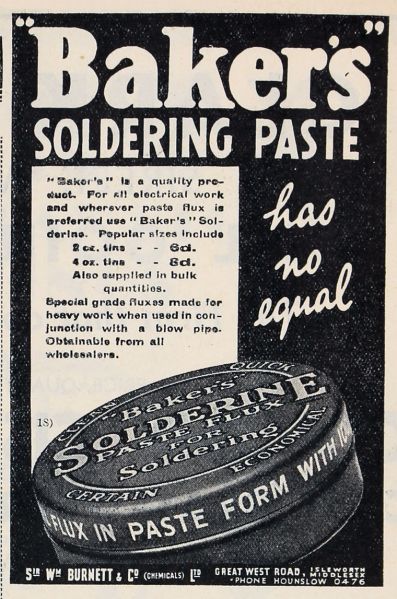 "Baker's"
SOLDERING PASTE
"Baker's" is a quality pro-
duct. For all electrical work
and wherever paste flux is
preferred use "Baker's" Sol-
derine. Popular sizes include
2 oz. tins - - 6d.
4 oz. tins - - 8d.
Also supplied in bulk
quantities.
Special grade fluxes made for
heavy work when used in con-
junction with a blow pipe.
Obtainable from all
wholesalers.
has
no
equal
18)
CLEAN QUICK
"Baker's"
SOLDERINE
PASTE FLUX
FOR
Soldering
CERTAIN ECONOMICAL
FLUX IN PASTE FORM WITH
SIR WM BURNETT & CO (CHEMICALS) LTD
GREAT WEST ROAD, ISLEWORTH
MIDDLESEX
'PHONE HOUNSLOW 0476